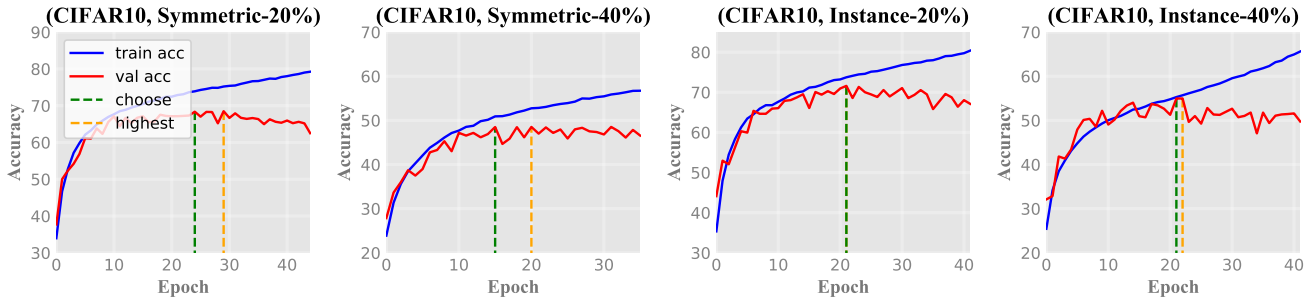 (CIFAR10, Symmetric-20%)
90
80
70
60
50
40
30
Accuracy
train acc
val acc
choose
highest
0
10
20
30
40
Epoch
(CIFAR10, Symmetric-40%)
70
60
50
40
30
20
Accuracy
0
10
20
30
Epoch
(CIFAR10, Instance-20%)
80
70
60
50
40
30
Accuracy
0
10
20
30
40
Epoch
(CIFAR10, Instance-40%)
70
60
50
40
30
20
Accuracy
0
10
20
30
40
Epoch